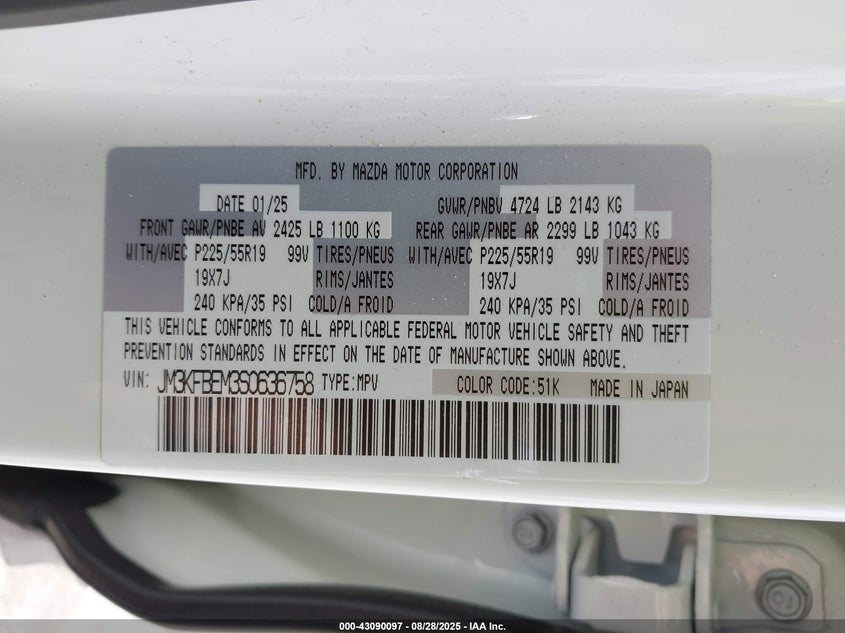 MFD. BY MAZDA MOTOR CORPORATION
DATE 01/25 GVWR/PNBV 4724 LB 2143 KG
FRONT GAWR/PNBE AV 2425 LB 1100 KG REAR GAWR/PNBE AR 2299 LB 1043 KG
WITH/AVEC P225/55R19 99V TIRES/PNEUS WITH/AVEC P225/55R19 99V TIRES/PNEUS
19X7J RIMS/JANTES 19X7J RIMS/JANTES
240 KPA/35 PSI COLD/A FROID 240 KPA/35 PSI COLD/A FROID
THIS VEHICLE CONFORMS TO ALL APPLICABLE FEDERAL MOTOR VEHICLE SAFETY AND THEFT
PREVENTION STANDARDS IN EFFECT ON THE DATE OF MANUFACTURE SHOWN ABOVE.
VIN: JM3KFBEM3S0636758 TYPE:MPV COLOR CODE:51K MADE IN JAPAN
000-43090097 - 08/28/2025 - IAA Inc.